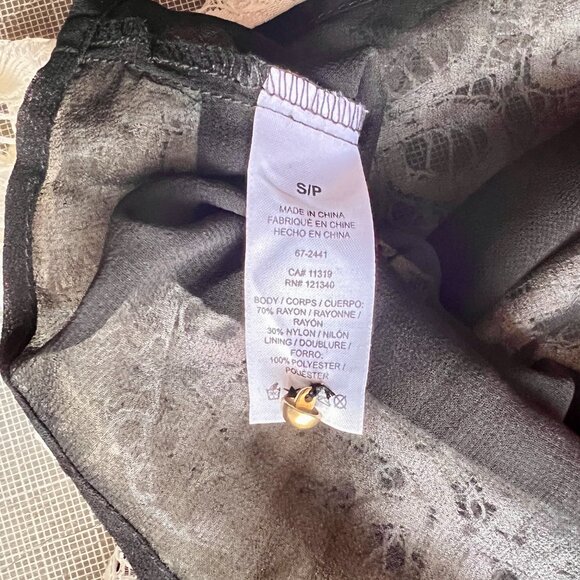 S/P
MADE IN CHINA
FABRIQUÉ EN CHINE
HECHO EN CHINA
67-2441
CA# 11319
RN# 121340
BODY / CORPS / CUERPO:
70% RAYON / RAYONNE /
RAYÓN
30% NYLON / NILÓN
LINING / DOUBLURE /
FORRO:
100% POLYESTER /
POLIÉSTER